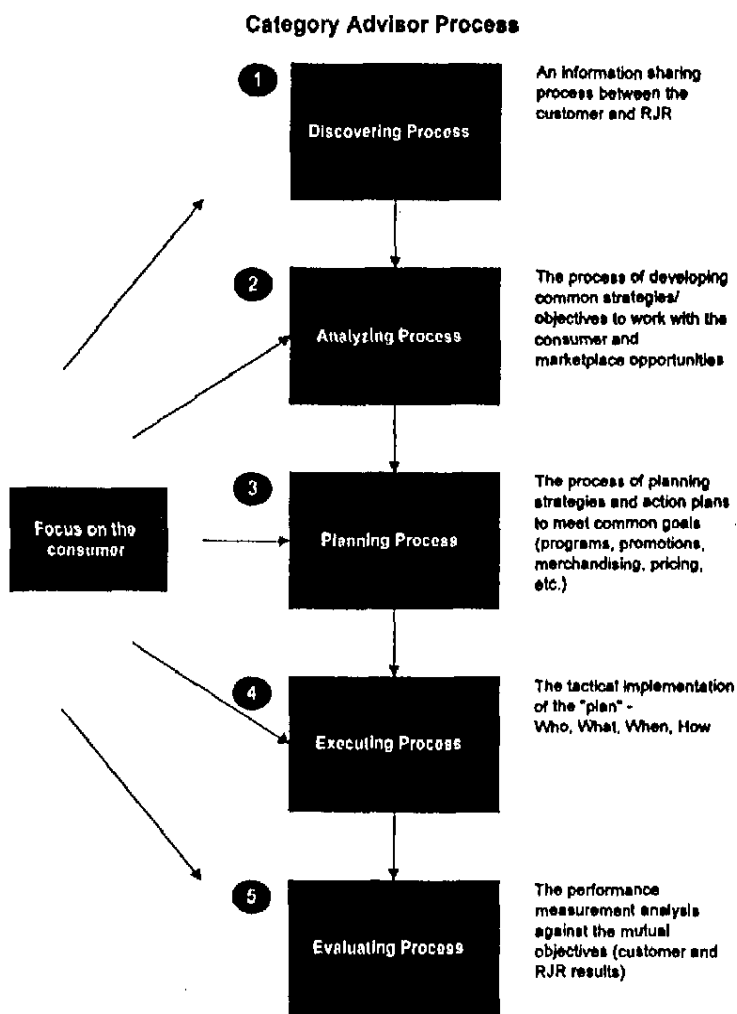 Category Advisor Process
1
Discovering Process
An information sharing
process between the
customer and RJR
2
Analyzing Process
The process of developing
common strategies/
objectives to work with the
consumer and
marketplace opportunities
Focus on the
consumer
3
Planning Process
The process of planning
strategies and action plans
to meet common goals
(programs, promotions,
merchandising, pricing,
etc.)
4
Executing Process
The tactical implementation
of the "plan" -
Who, What, When, How
5
Evaluating Process
The performance
measurement analysis
against the mutual
objectives (customer and
RJR results)